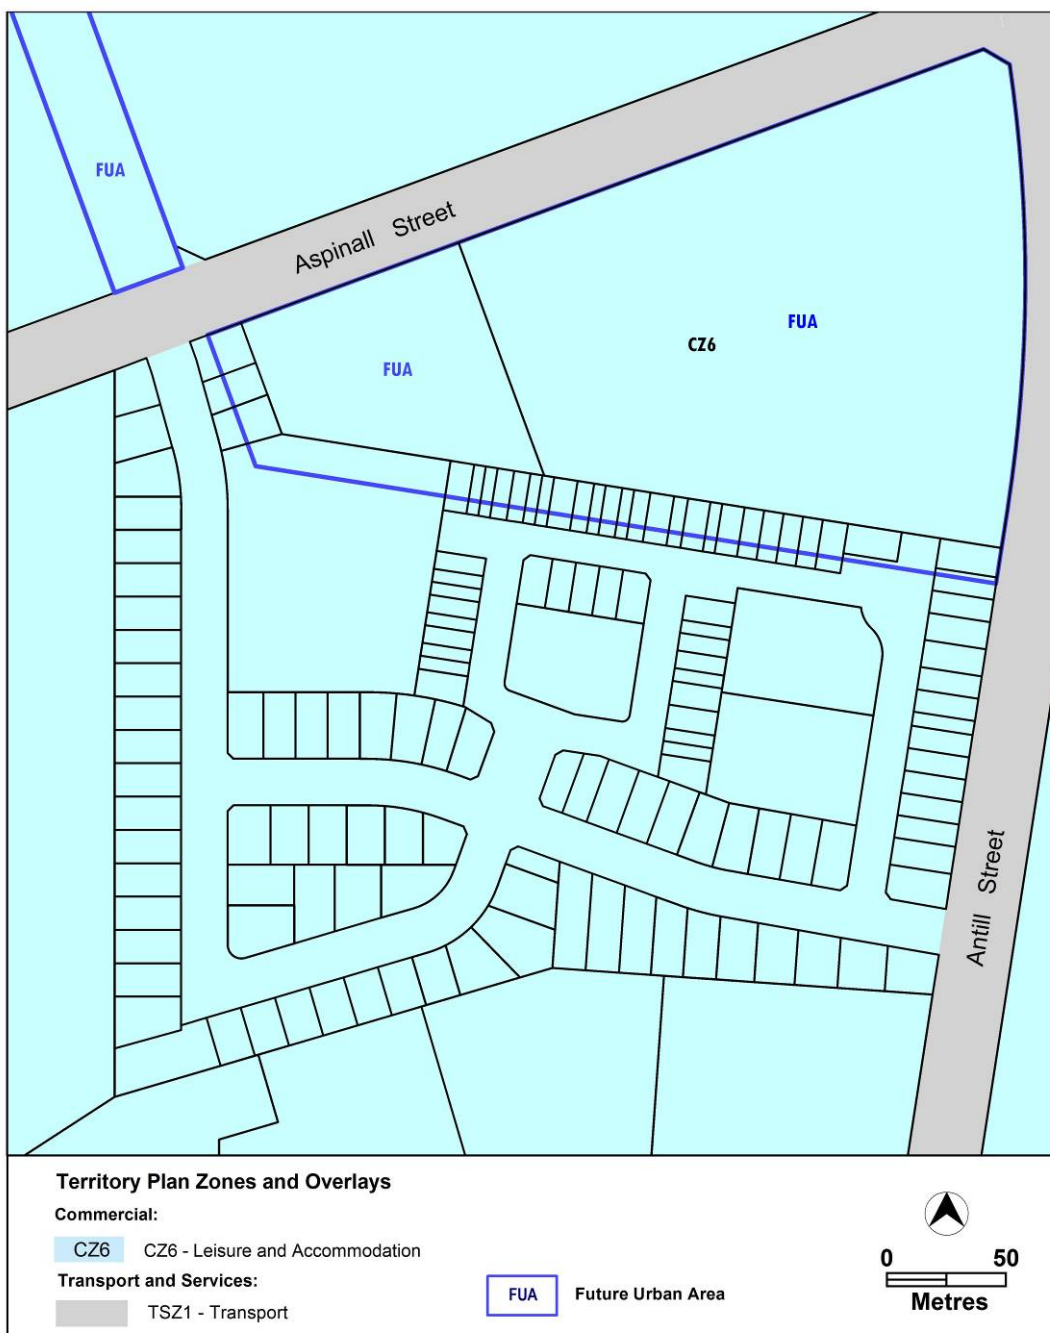 FUA
Aspinall Street
FUA
FUA
CZ6
Antill Street
Territory Plan Zones and Overlays
Commercial:
CZ6 CZ6 - Leisure and Accommodation
Transport and Services:
TSZ1 - Transport
FUA Future Urban Area
0 50
Metres